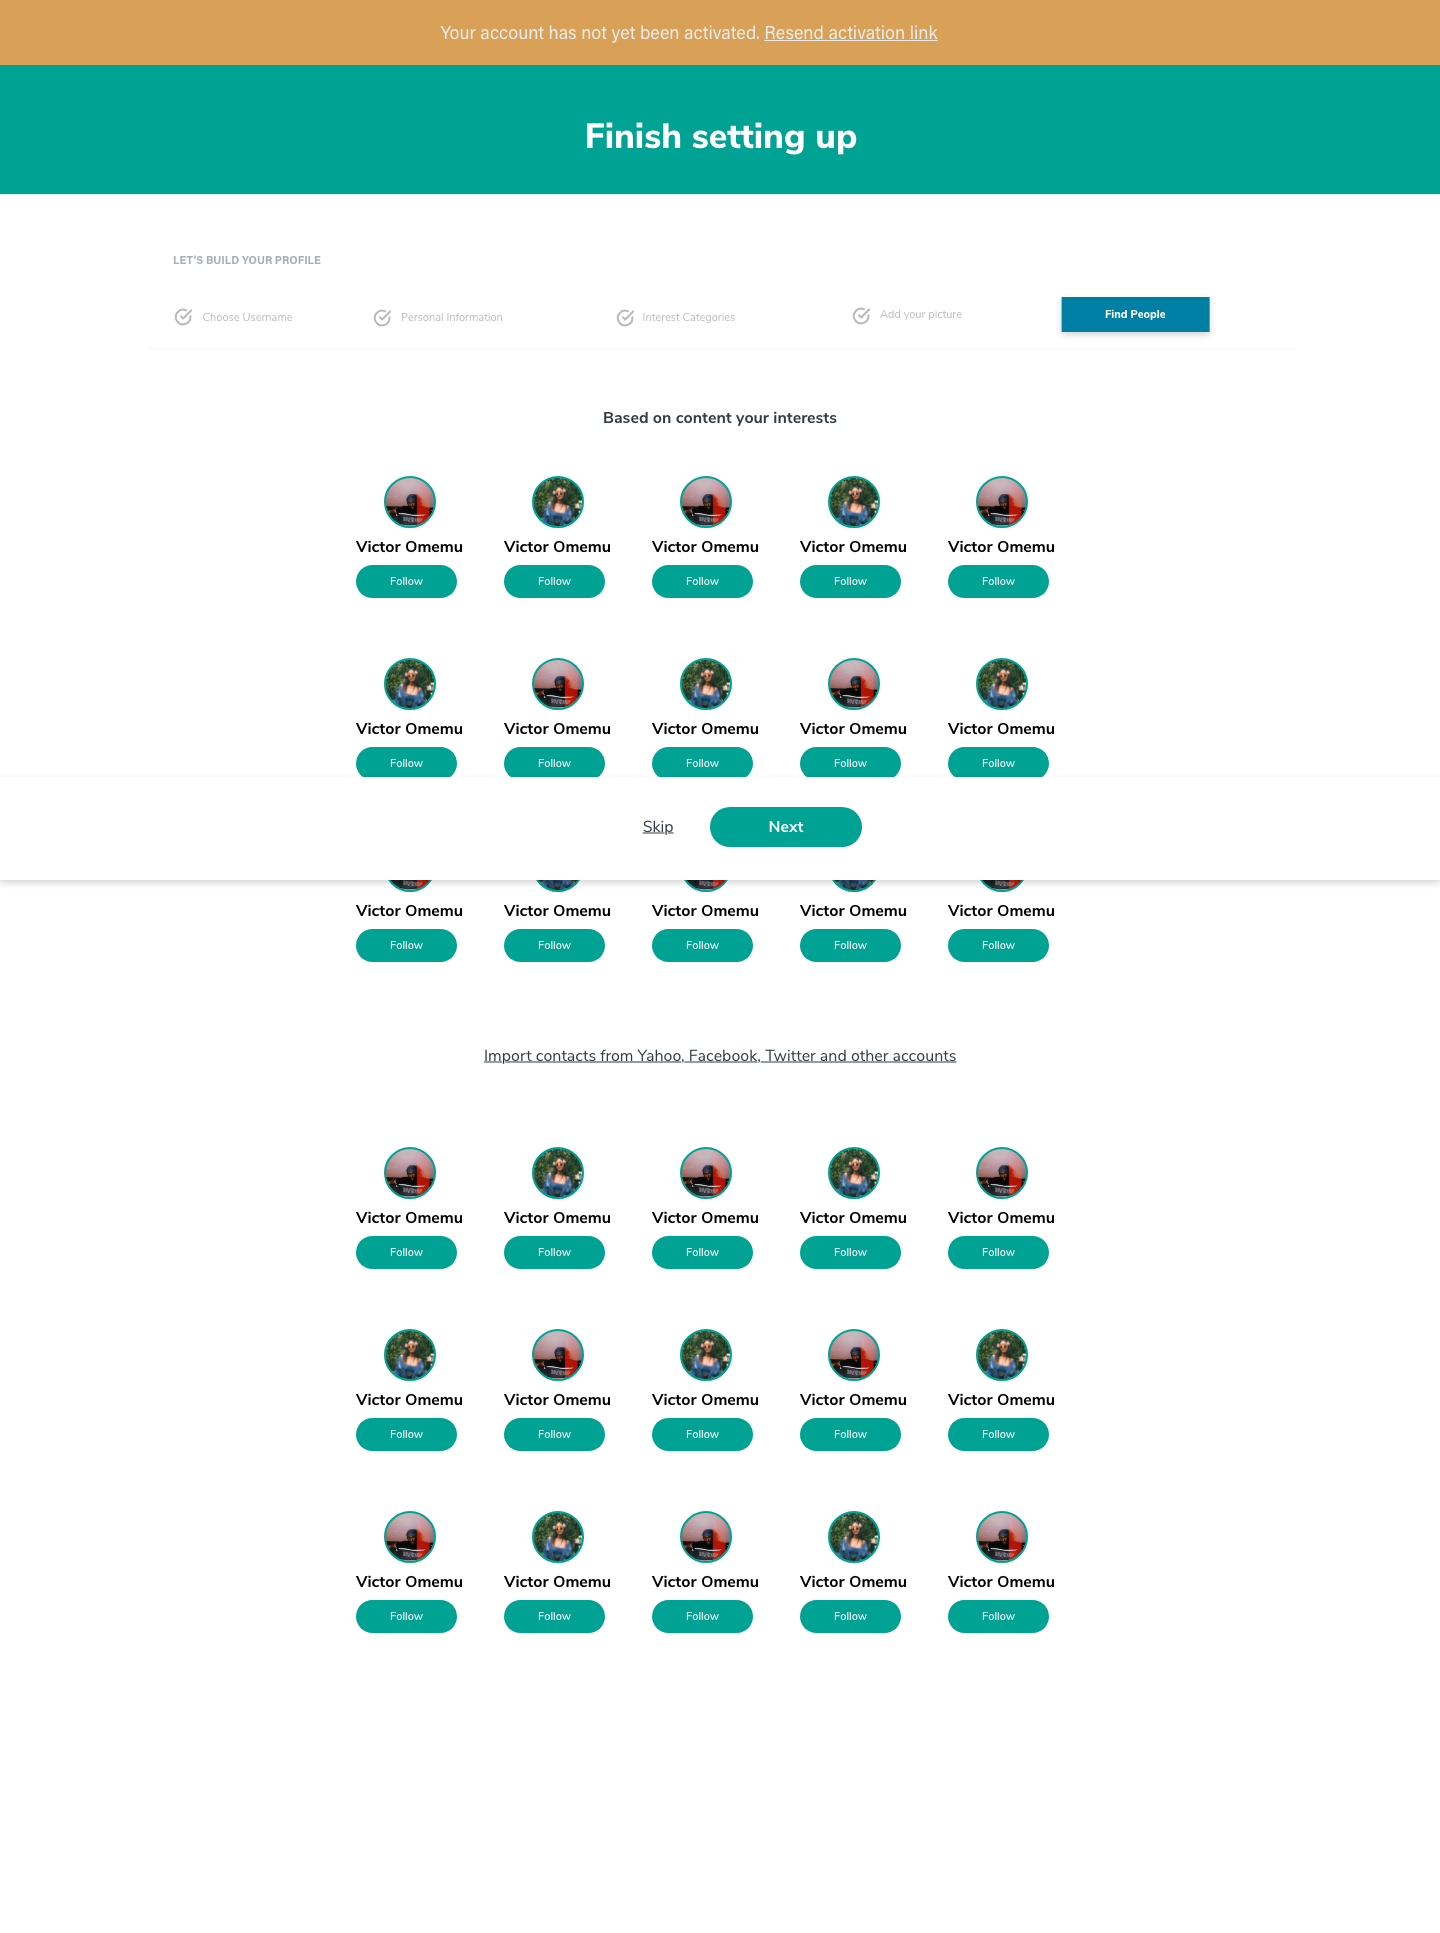 Your account has not yet been activated. Resend activation link
Finish setting up
LET'S BUILD YOUR PROFILE
Choose Username Personal Information Interest Categories Add your picture Find People
Based on content your interests
Victor Omemu Victor Omemu Victor Omemu Victor Omemu Victor Omemu
Follow Follow Follow Follow Follow
Victor Omemu Victor Omemu Victor Omemu Victor Omemu Victor Omemu
Follow Follow Follow Follow Follow
Skip Next
Victor Omemu Victor Omemu Victor Omemu Victor Omemu Victor Omemu
Follow Follow Follow Follow Follow
Import contacts from Yahoo, Facebook, Twitter and other accounts
Victor Omemu Victor Omemu Victor Omemu Victor Omemu Victor Omemu
Follow Follow Follow Follow Follow
Victor Omemu Victor Omemu Victor Omemu Victor Omemu Victor Omemu
Follow Follow Follow Follow Follow
Victor Omemu Victor Omemu Victor Omemu Victor Omemu Victor Omemu
Follow Follow Follow Follow Follow